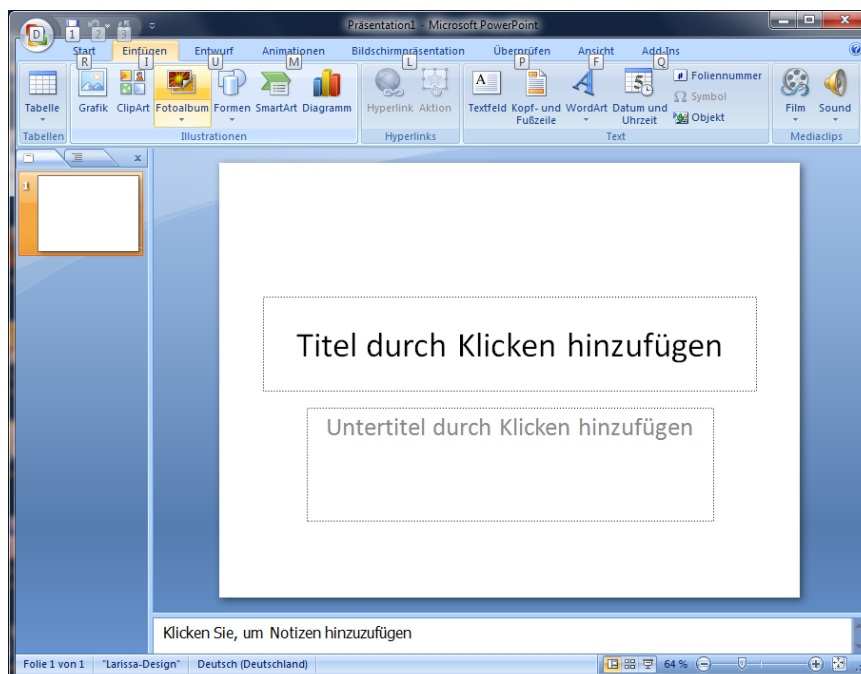 Präsentation1 - Microsoft PowerPoint
D 1 2 3
Start Einfügen Entwurf Animationen Bildschirmpräsentation Überprüfen Ansicht Add-Ins
R I U M L P F Q
Tabelle
Grafik ClipArt Fotoalbum Formen SmartArt Diagramm
Hyperlink Aktion
Textfeld Kopf- und Fußzeile WordArt Datum und Uhrzeit
Foliennummer
Symbol
Objekt
Film Sound
Tabellen Illustrationen Hyperlinks Text Mediaclips
1
Titel durch Klicken hinzufügen
Untertitel durch Klicken hinzufügen
Klicken Sie, um Notizen hinzuzufügen
Folie 1 von 1 "Larissa-Design" Deutsch (Deutschland) 64 %